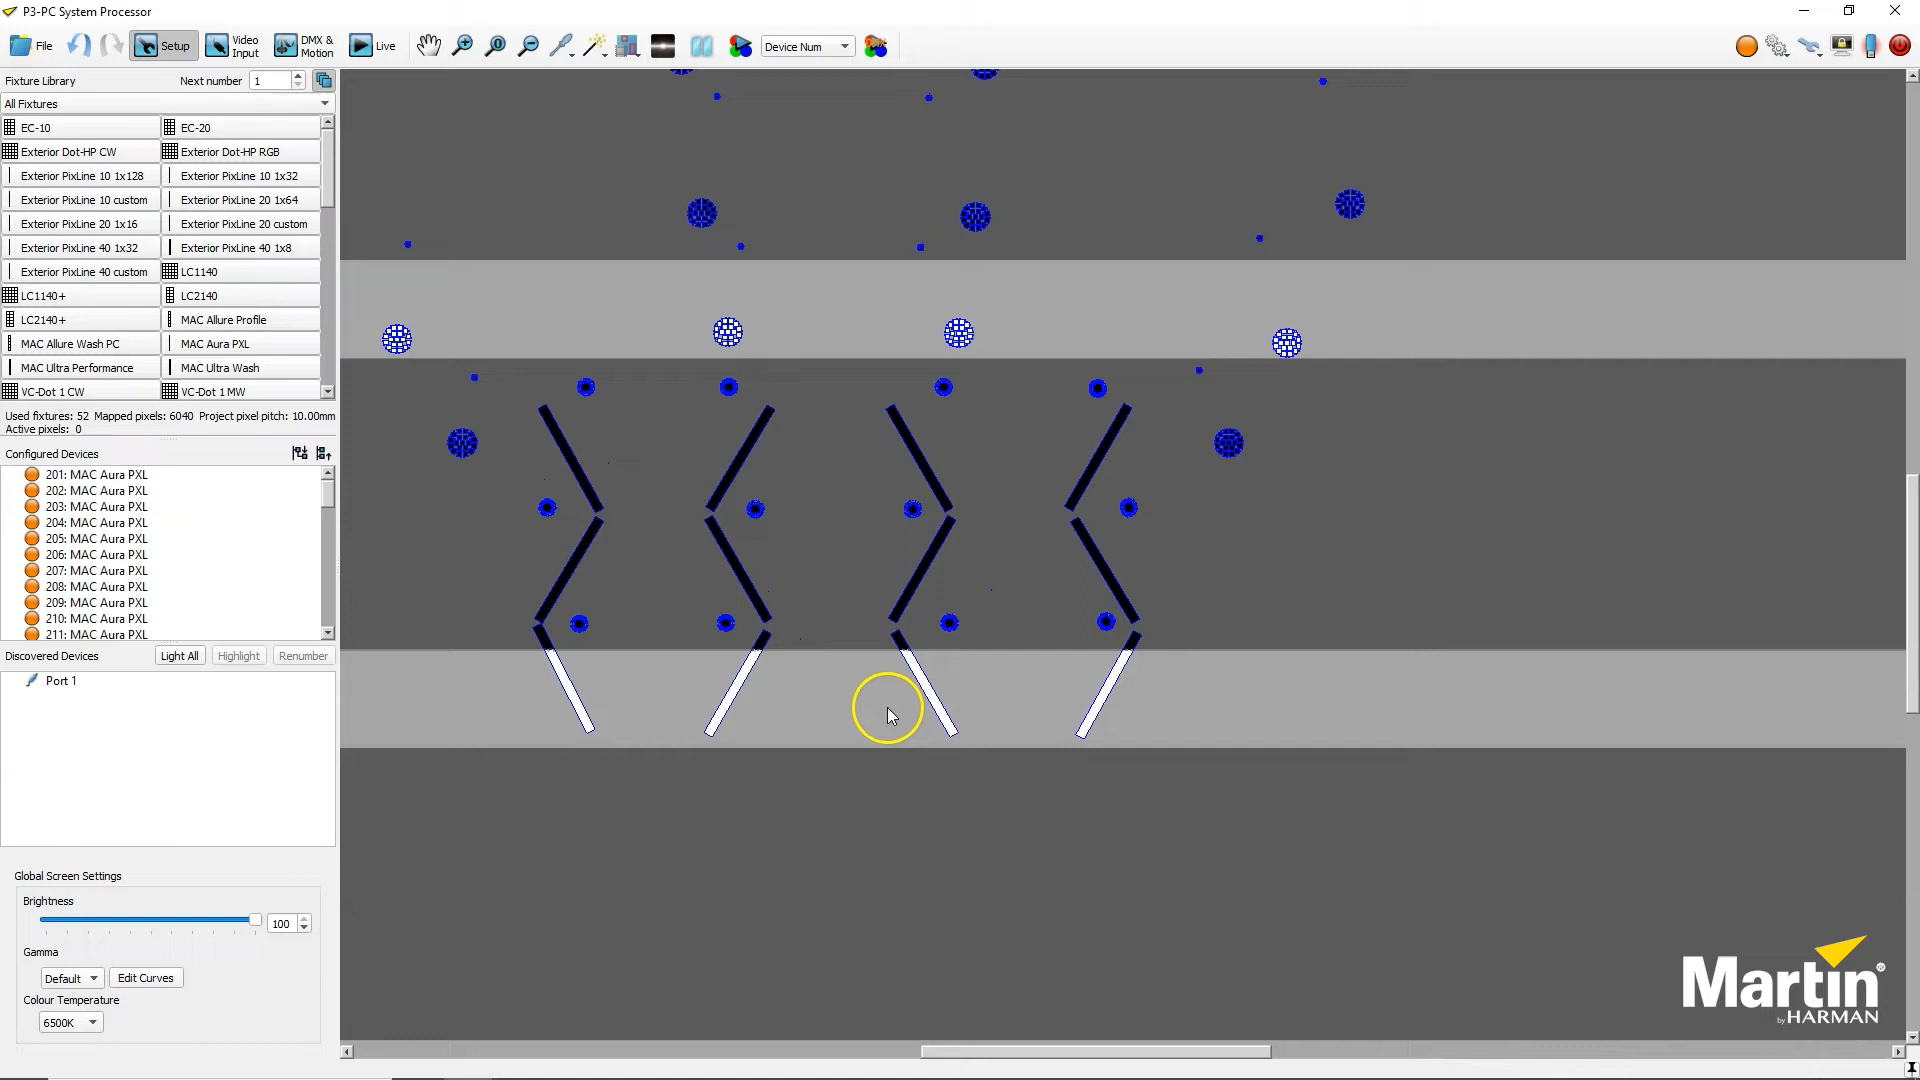 P3-PC System Processor
File
Setup
Video Input
DMX & Motion
Live
Device Num
Fixture Library
Next number
1
All Fixtures
EC-10
EC-20
Exterior Dot-HP CW
Exterior Dot-HP RGB
Exterior PixLine 10 1x128
Exterior PixLine 10 1x32
Exterior PixLine 10 custom
Exterior PixLine 20 1x64
Exterior PixLine 20 1x16
Exterior PixLine 20 custom
Exterior PixLine 40 1x32
Exterior PixLine 40 1x8
Exterior PixLine 40 custom
LC1140
LC1140+
LC2140
LC2140+
MAC Allure Profile
MAC Allure Wash PC
MAC Aura PXL
MAC Ultra Performance
MAC Ultra Wash
VC-Dot 1 CW
VC-Dot 1 MW
Used fixtures: 52 Mapped pixels: 6040 Project pixel pitch: 10.00mm
Active pixels: 0
Configured Devices
201: MAC Aura PXL
202: MAC Aura PXL
203: MAC Aura PXL
204: MAC Aura PXL
205: MAC Aura PXL
206: MAC Aura PXL
207: MAC Aura PXL
208: MAC Aura PXL
209: MAC Aura PXL
210: MAC Aura PXL
211: MAC Aura PXL
Discovered Devices
Light All
Highlight
Renumber
Port 1
Global Screen Settings
Brightness
100
Gamma
Default
Edit Curves
Colour Temperature
6500K
Martin®
by HARMAN